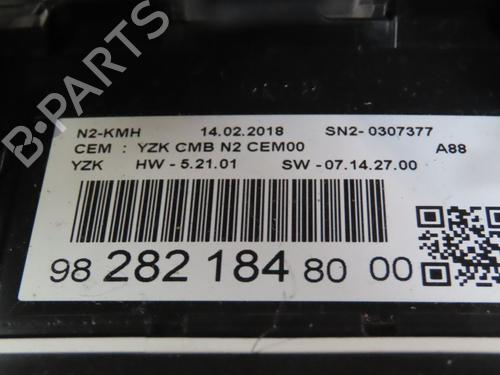 N2-KMH 14.02.2018 SN2- 0307377
CEM : YZK CMB N2 CEM00 A88
YZK HW - 5.21.01 SW - 07.14.27.00
98 282 184 80 00
B-PARTS